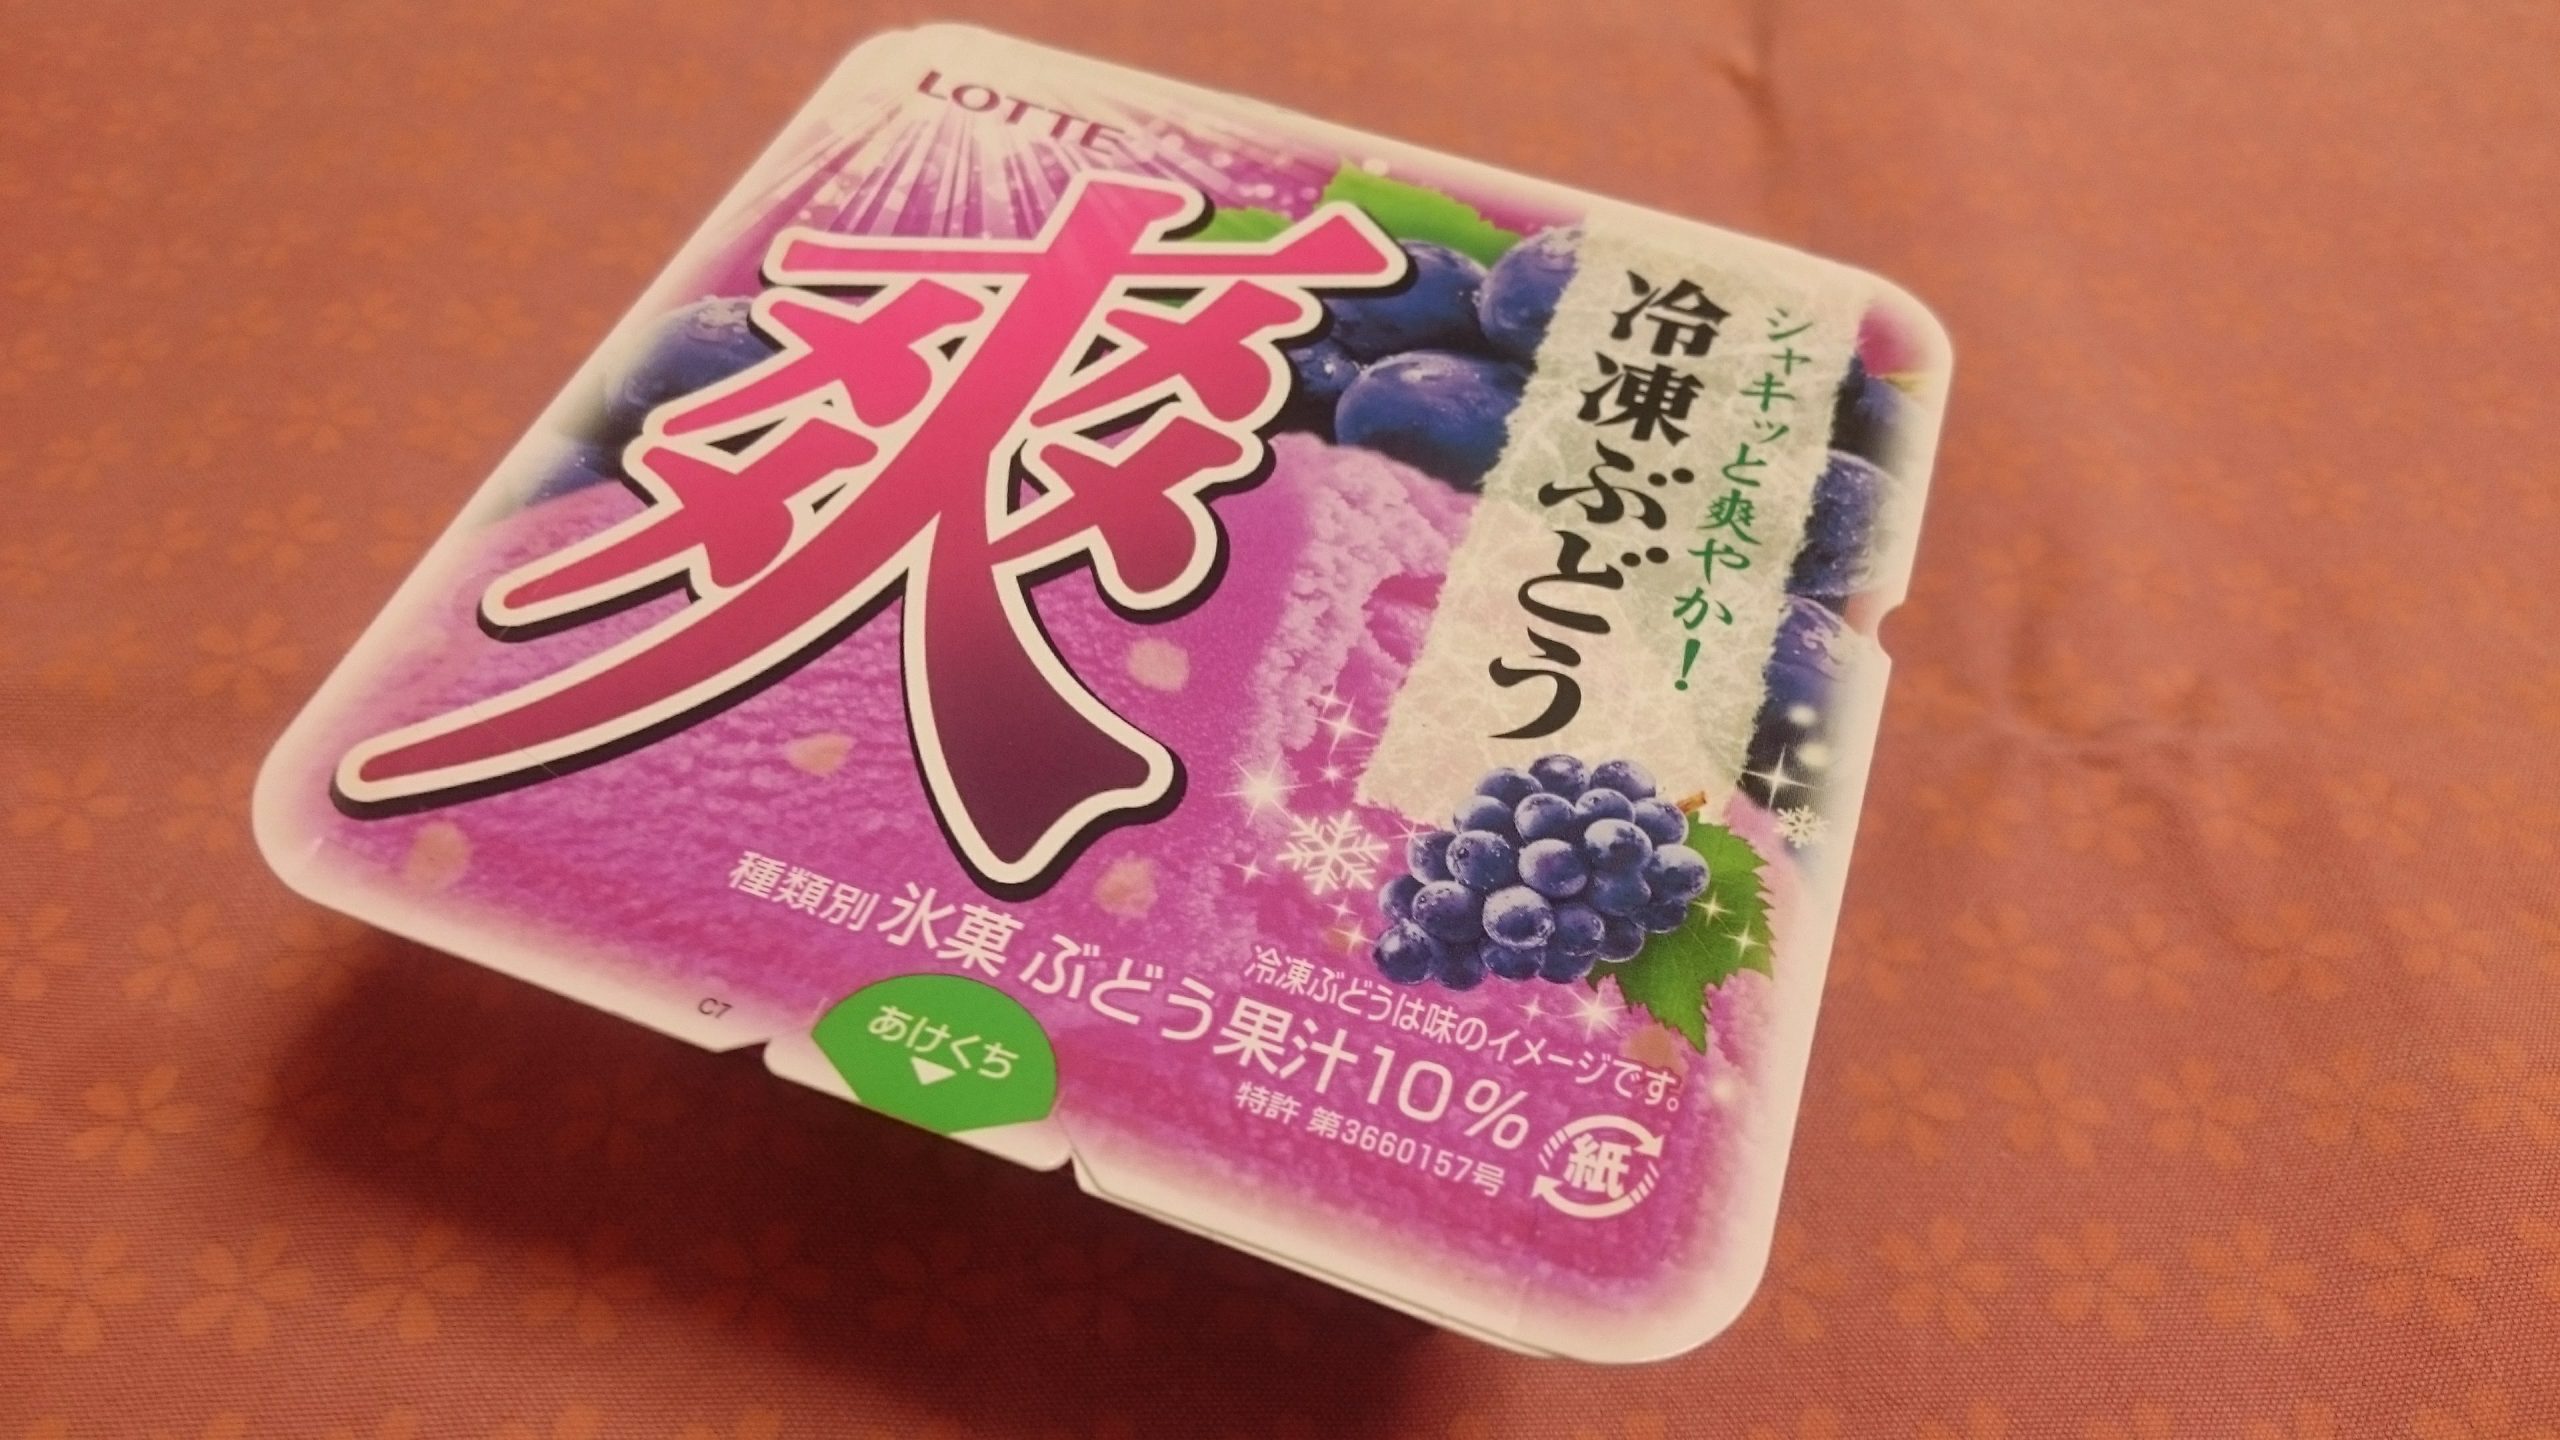 LOTTE
爽
シャキッと爽やか！
冷凍ぶどう
種類別 氷菓 ぶどう果汁10%
冷凍ぶどうは味のイメージです。
特許 第3660157号
紙
あけくち
C7